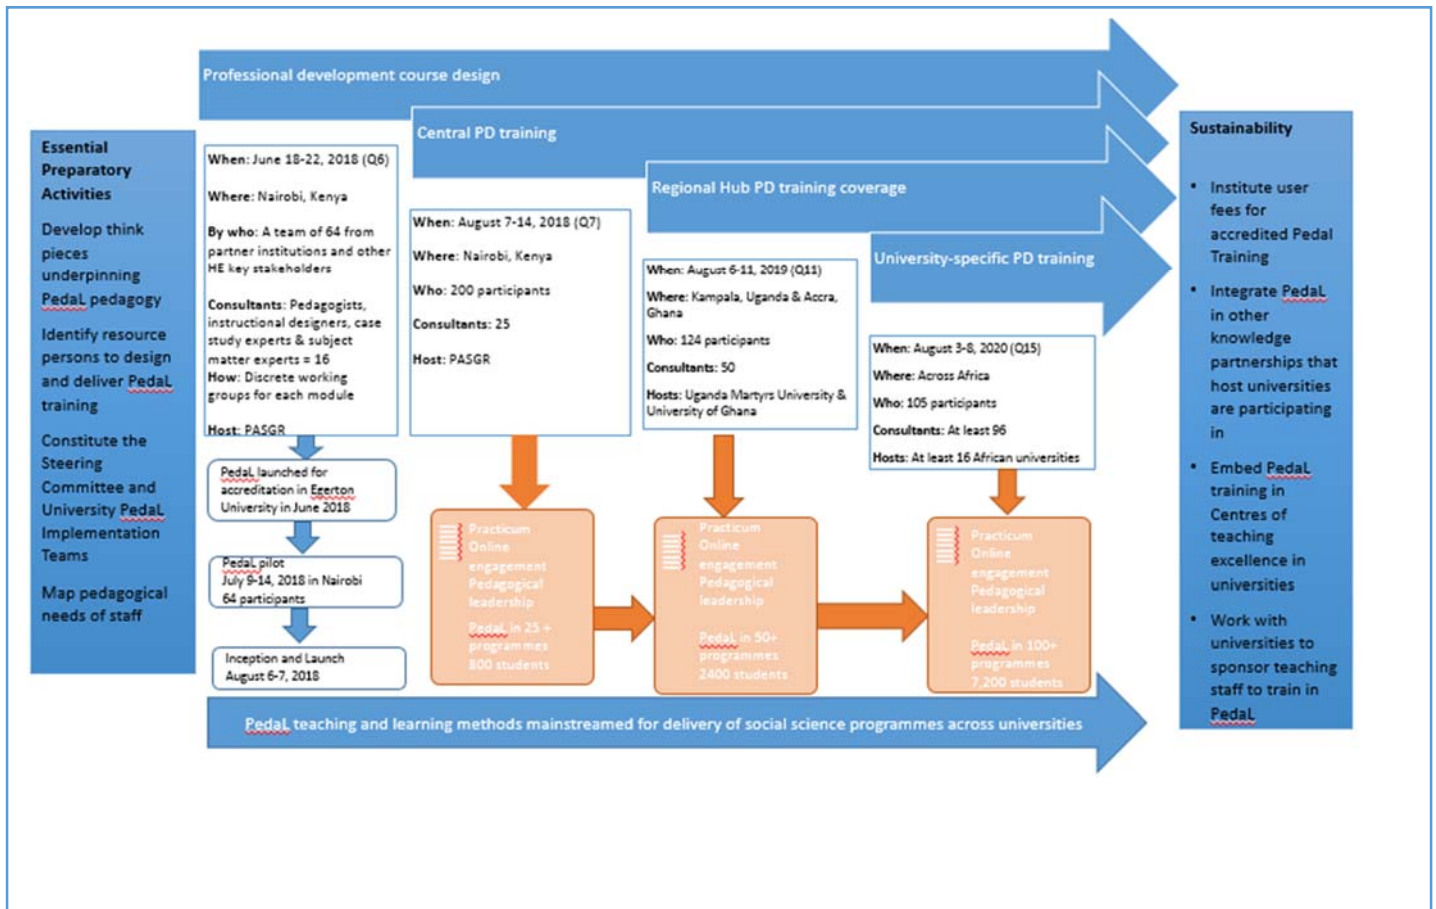 Professional development course design
Central PD training
Regional Hub PD training coverage
University-specific PD training
Essential
Preparatory
Activities
Develop think
pieces
underpinning
PedaL pedagogy
Identify resource
persons to design
and deliver PedaL
training
Constitute the
Steering
Committee and
University PedaL
Implementation
Teams
Map pedagogical
needs of staff
When: June 18-22, 2018 (Q6)
Where: Nairobi, Kenya
By who: A team of 64 from
partner institutions and other
HE key stakeholders
Consultants: Pedagogists,
instructional designers, case
study experts & subject
matter experts = 16
How: Discrete working
groups for each module
Host: PASGR
PedaL launched for
accreditation in Egerton
University in June 2018
PedaL pilot
July 9-14, 2018 in Nairobi
64 participants
Inception and Launch
August 6-7, 2018
When: August 7-14, 2018 (Q7)
Where: Nairobi, Kenya
Who: 200 participants
Consultants: 25
Host: PASGR
Practicum
Online
engagement
Pedagogical
leadership
PedaL in 25 +
programmes
800 students
When: August 6-11, 2019 (Q11)
Where: Kampala, Uganda & Accra,
Ghana
Who: 124 participants
Consultants: 50
Hosts: Uganda Martyrs University &
University of Ghana
Practicum
Online
engagement
Pedagogical
leadership
PedaL in 50+
programmes
2400 students
When: August 3-8, 2020 (Q15)
Where: Across Africa
Who: 105 participants
Consultants: At least 96
Hosts: At least 16 African universities
Practicum
Online
engagement
Pedagogical
leadership
PedaL in 100+
programmes
7,200 students
PedaL teaching and learning methods mainstreamed for delivery of social science programmes across universities
Sustainability
• Institute user
fees for
accredited Pedal
Training
• Integrate PedaL
in other
knowledge
partnerships that
host universities
are participating
in
• Embed PedaL
training in
Centres of
teaching
excellence in
universities
• Work with
universities to
sponsor teaching
staff to train in
PedaL